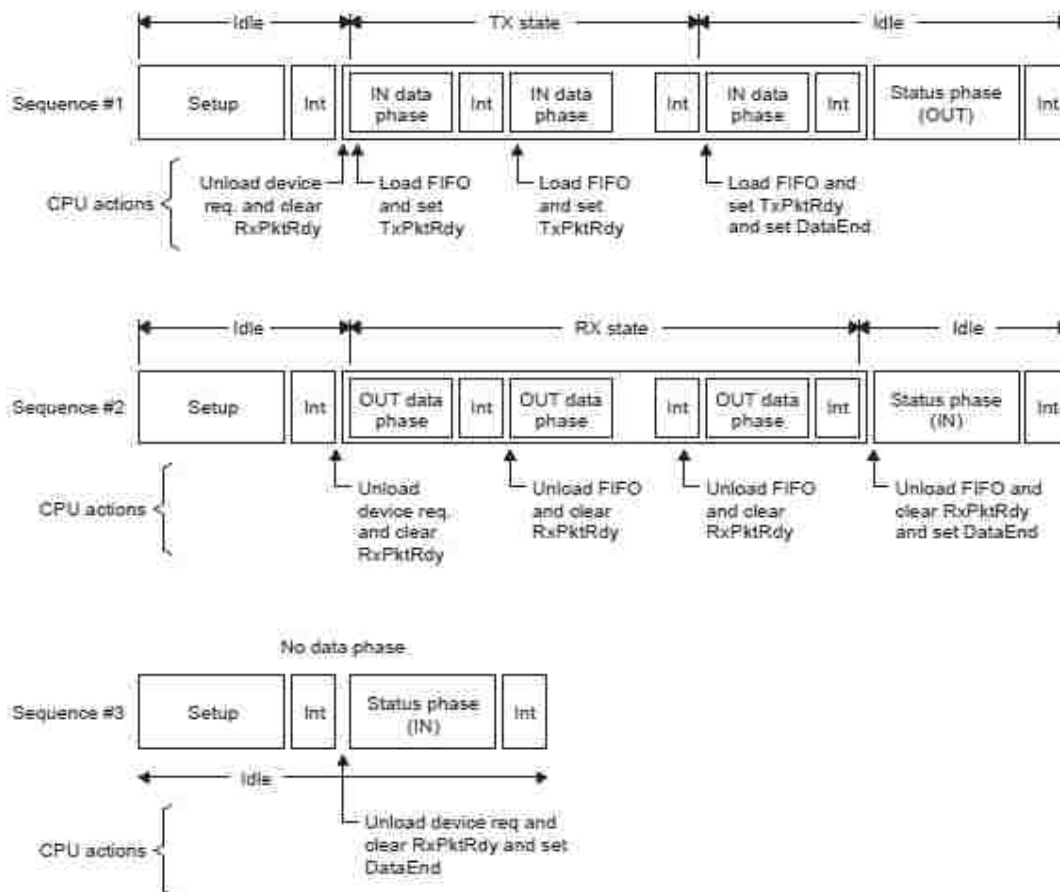 Idle TX state Idle
Sequence #1 Setup Int IN data phase Int IN data phase Int IN data phase Int Status phase (OUT) Int
CPU actions
Unload device
req. and clear
RxPktRdy
Load FIFO
and set
TxPktRdy
Load FIFO
and set
TxPktRdy
Load FIFO and
set TxPktRdy
and set DataEnd
Idle RX state Idle
Sequence #2 Setup Int OUT data phase Int OUT data phase Int OUT data phase Int Status phase (IN) Int
CPU actions
Unload
device req.
and clear
RxPktRdy
Unload FIFO
and clear
RxPktRdy
Unload FIFO
and clear
RxPktRdy
Unload FIFO and
clear RxPktRdy
and set DataEnd
No data phase
Sequence #3 Setup Int Status phase (IN) Int
Idle
CPU actions
Unload device req and
clear RxPktRdy and set
DataEnd